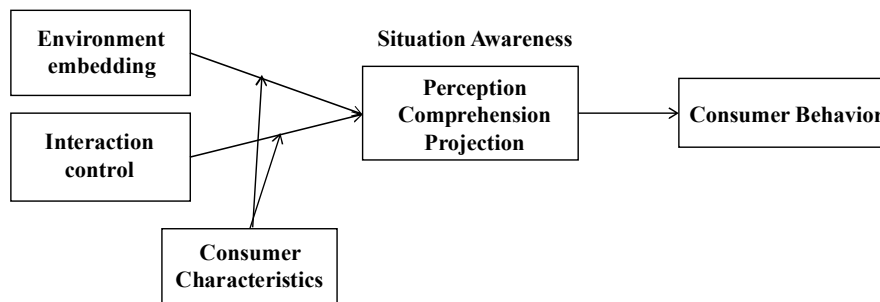 Environment
embedding
Situation Awareness
Perception
Comprehension
Projection
Consumer Behavior
Interaction
control
Consumer
Characteristics